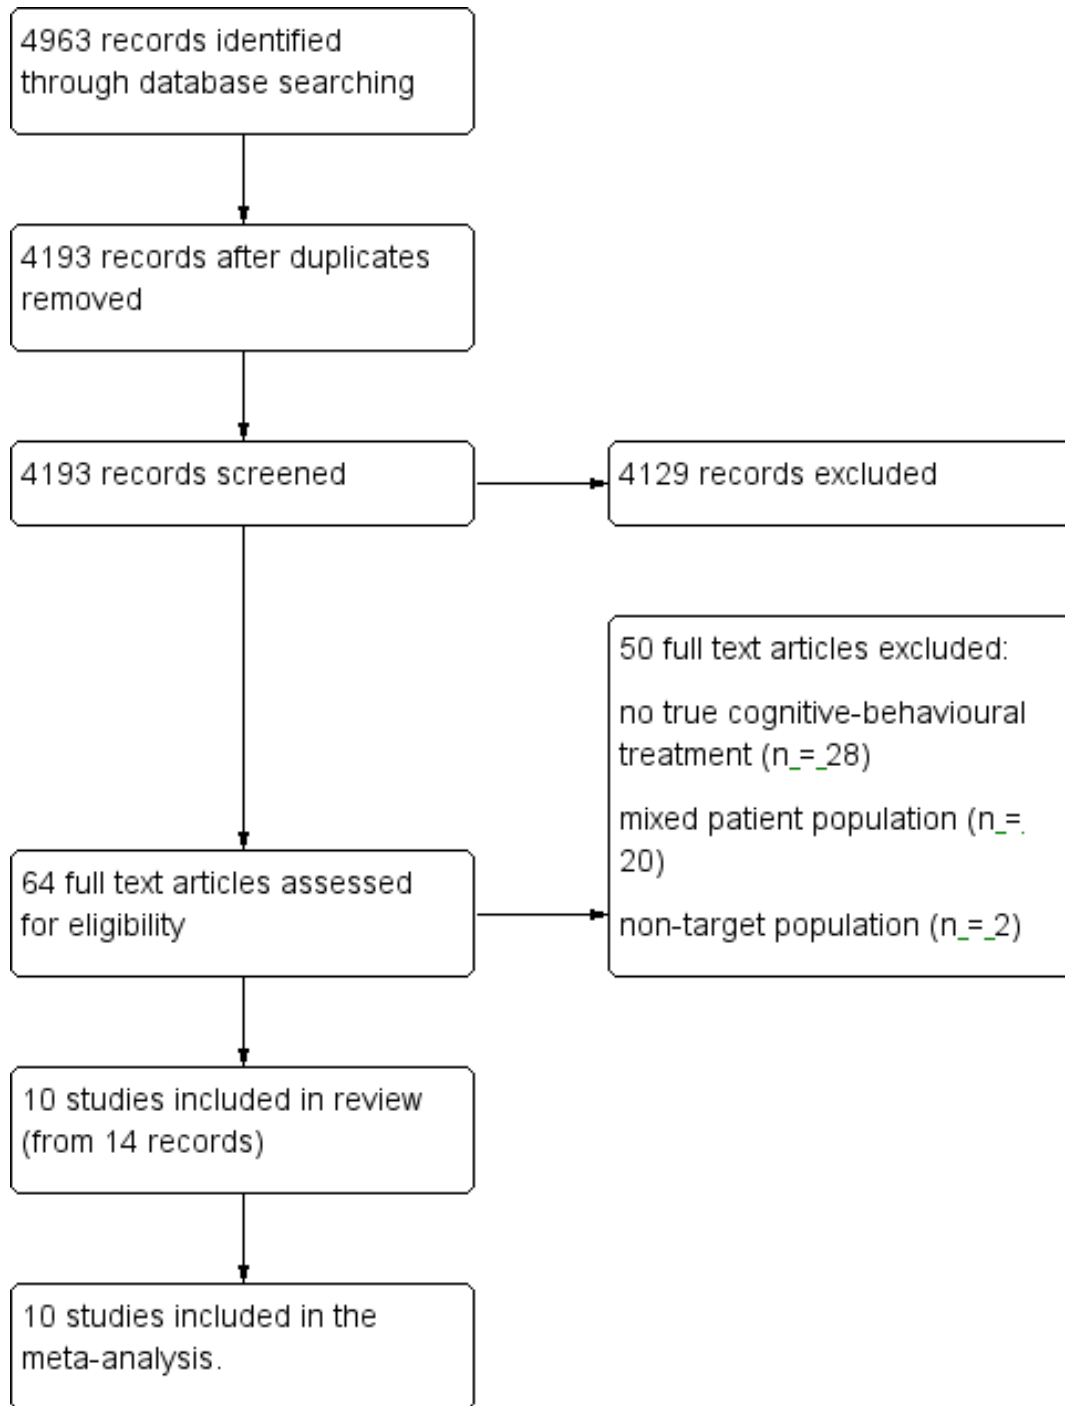 4963 records identified
through database searching
4193 records after duplicates
removed
4193 records screened
4129 records excluded
50 full text articles excluded:
no true cognitive-behavioural
treatment (n = 28)
mixed patient population (n =
20)
non-target population (n = 2)
64 full text articles assessed
for eligibility
10 studies included in review
(from 14 records)
10 studies included in the
meta-analysis.